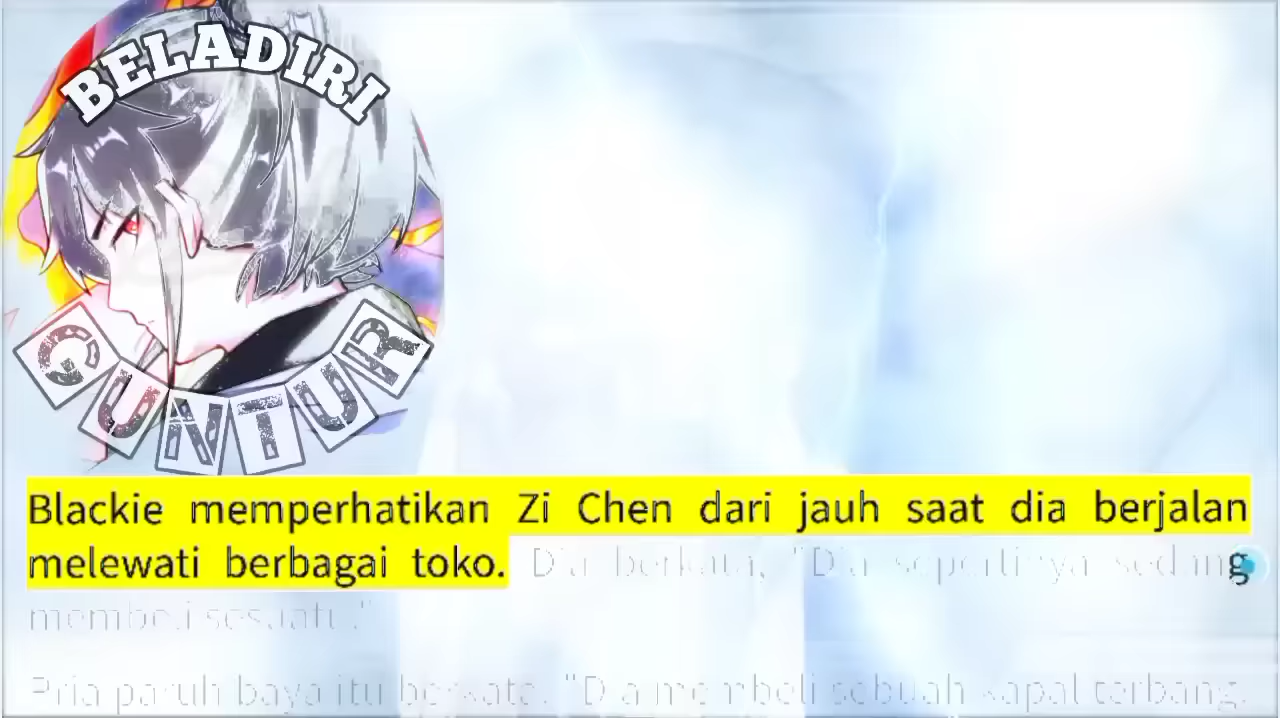 BELADIRI
GUNTUR
Blackie memperhatikan Zi Chen dari jauh saat dia berjalan
melewati berbagai toko. Dia berkata, "Dia sepertinya sedang
membeli sesuatu."
Pria paruh baya itu berkata, "Dia membeli sebuah kapal terbang.